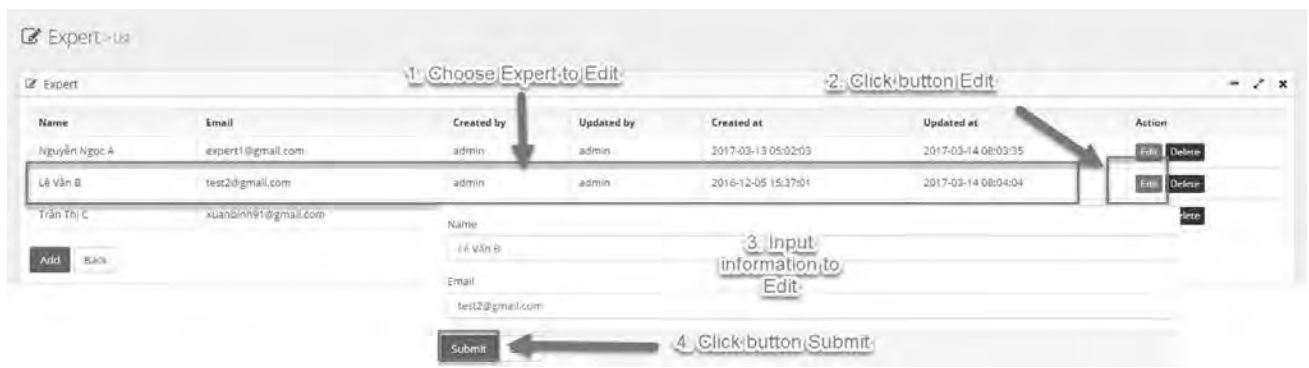 Expert > List
1. Choose Expert to Edit
2. Click button Edit
Expert
Name Email Created by Updated by Created at Updated at Action
Nguyễn Ngọc A expert1@gmail.com admin admin 2017-03-13 05:02:03 2017-03-14 08:03:35 Edit Delete
Lê Văn B test2@gmail.com admin admin 2016-12-05 15:37:01 2017-03-14 08:04:04 Edit Delete
Trần Thị C xuanbinh91@gmail.com
Add Back
Name
Lê Văn B
3. Input
information to
Edit
Email
test2@gmail.com
Submit
4. Click button Submit